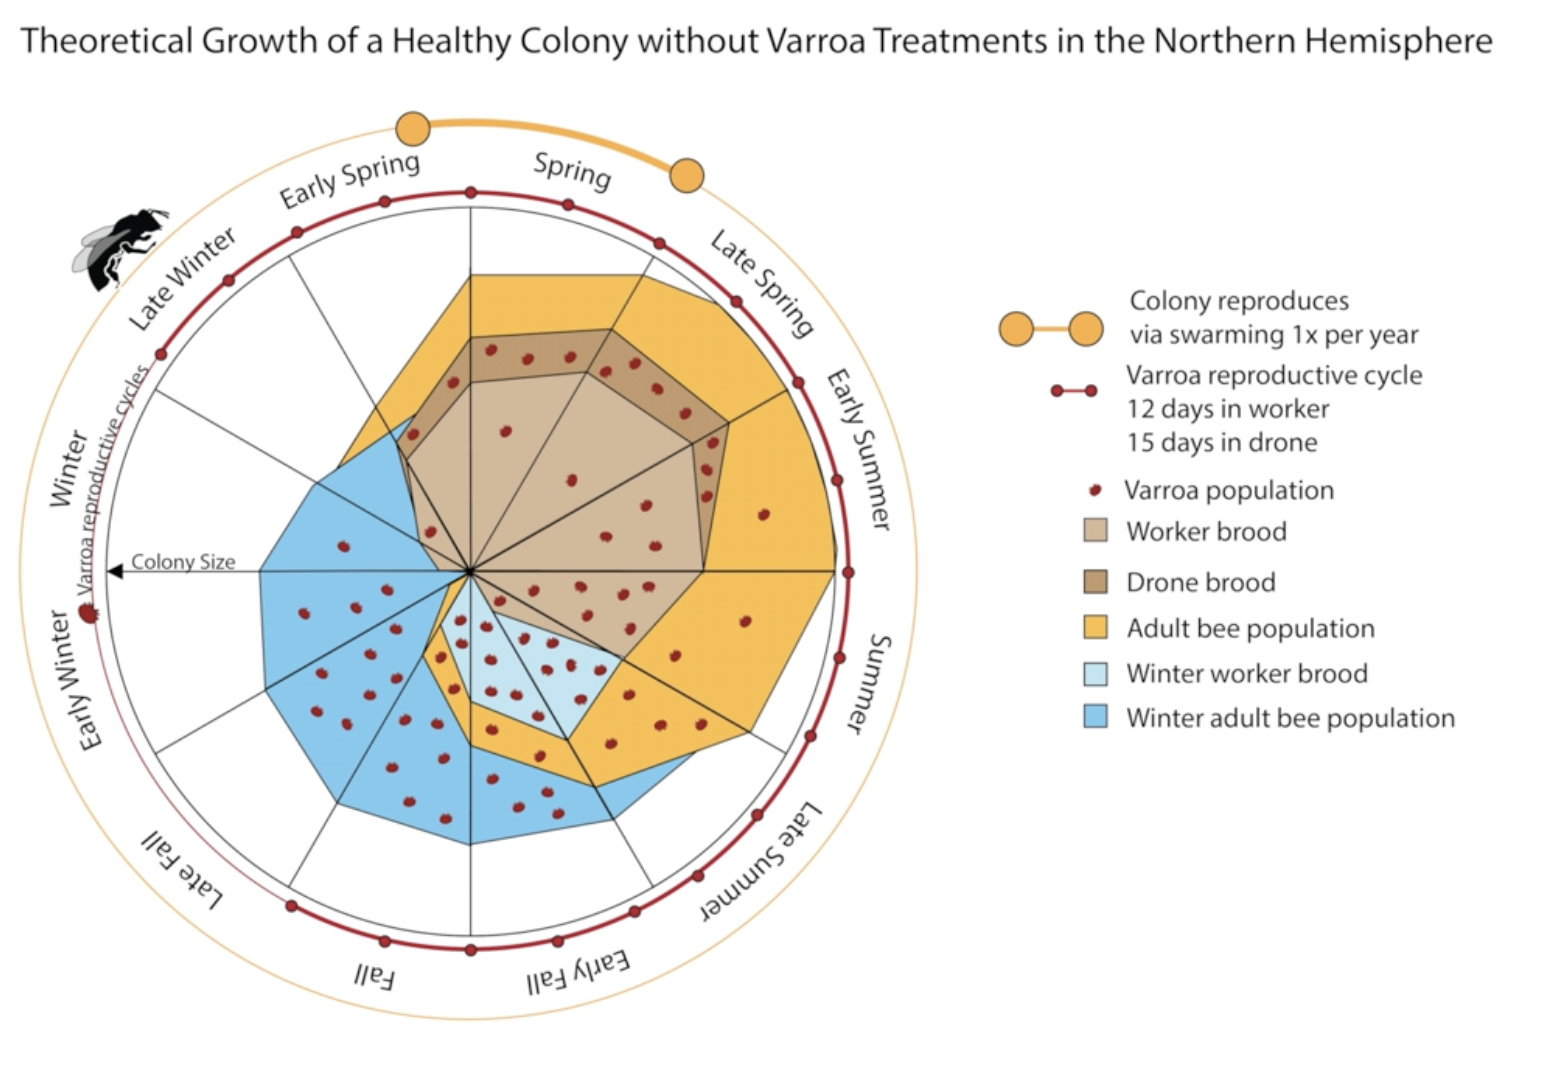 Theoretical Growth of a Healthy Colony without Varroa Treatments in the Northern Hemisphere
Early Spring
Spring
Late Spring
Early Summer
Summer
Late Summer
Early Fall
Fall
Late Fall
Early Winter
Winter
Late Winter
Varroa reproductive cycles
Colony Size
Colony reproduces
via swarming 1x per year
Varroa reproductive cycle
12 days in worker
15 days in drone
Varroa population
Worker brood
Drone brood
Adult bee population
Winter worker brood
Winter adult bee population